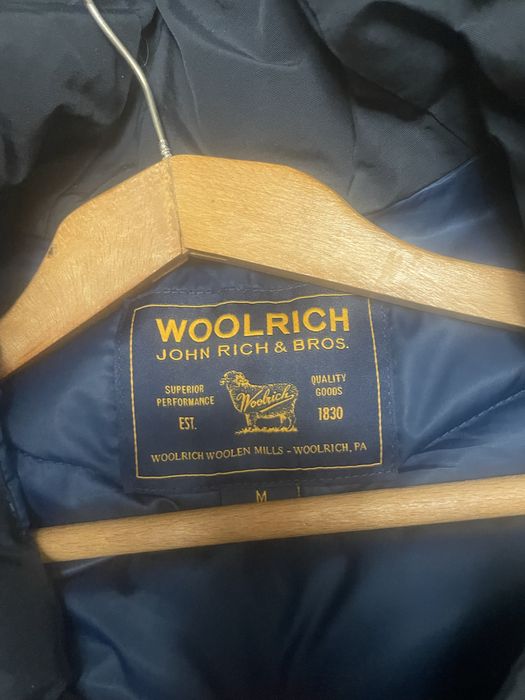 WOOLRICH
JOHN RICH & BROS.
SUPERIOR PERFORMANCE
EST.
Woolrich
QUALITY GOODS
1830
WOOLRICH WOOLEN MILLS - WOOLRICH, PA
M